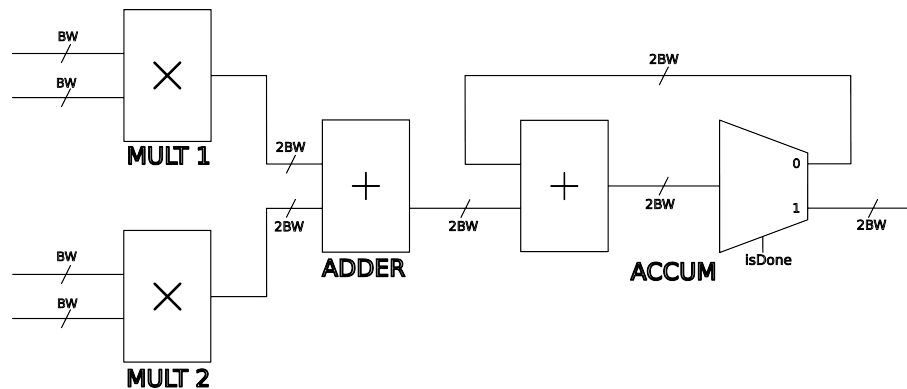 BW
BW
×
MULT 1
2BW
2BW
+
ADDER
2BW
2BW
+
2BW
ACCUM
0
1
isDone
2BW
BW
BW
×
MULT 2